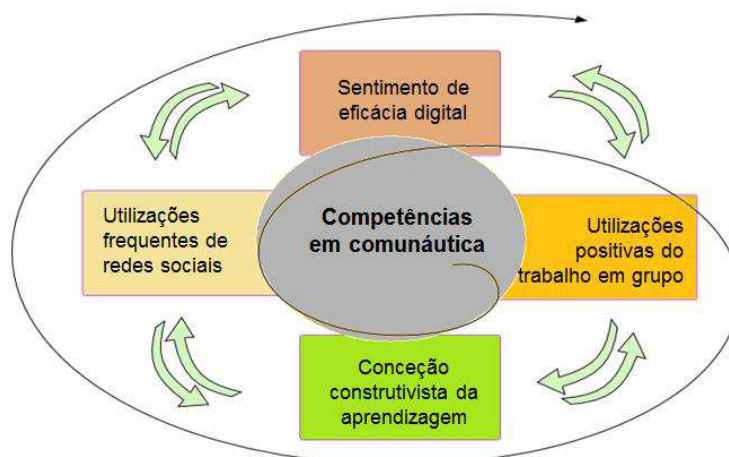 Sentimento de
eficácia digital
Utilizações
frequentes de
redes sociais
Competências
em comunáutica
Utilizações
positivas do
trabalho em grupo
Conceção
construtivista da
aprendizagem